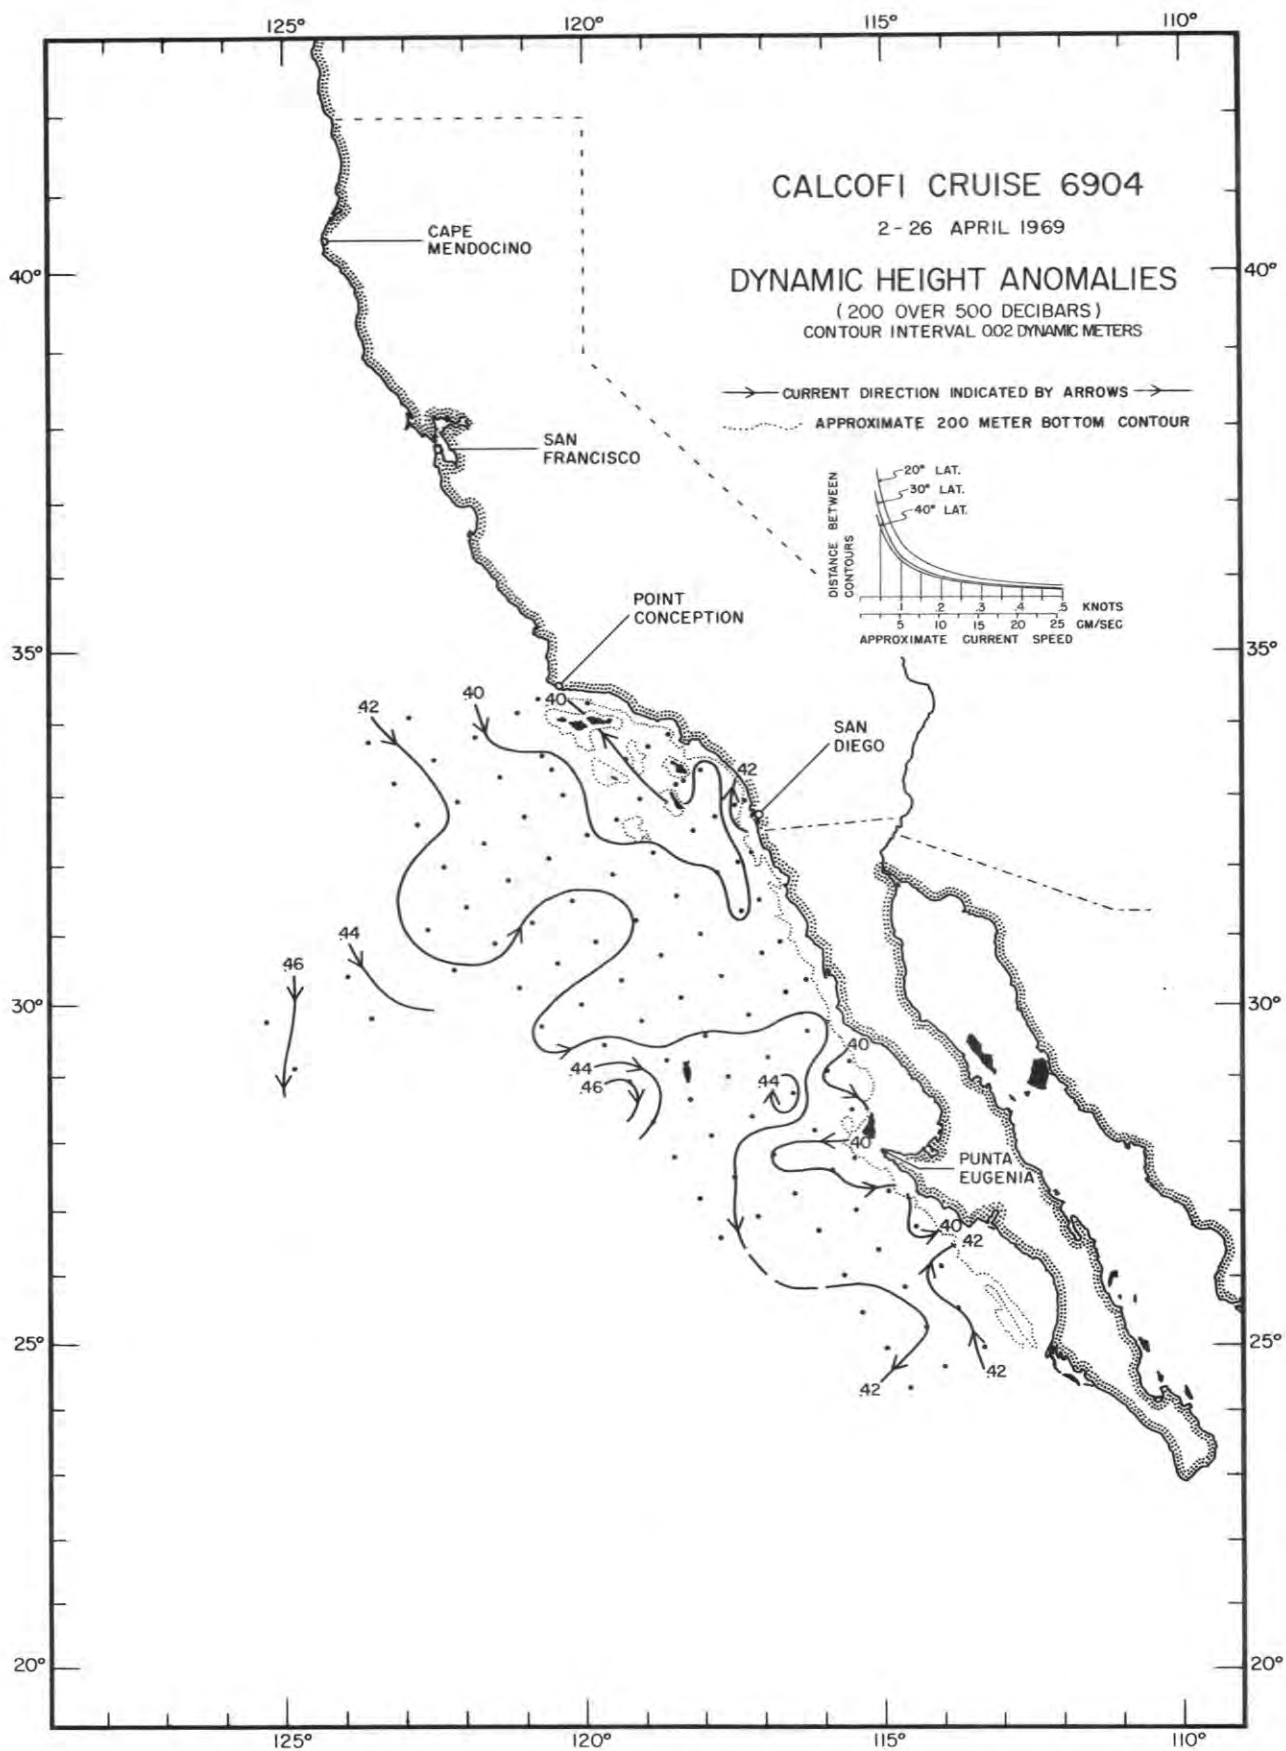 125° 120° 115° 110°
CALCOFI CRUISE 6904
2-26 APRIL 1969
CAPE
MENDOCINO
40° 40°
DYNAMIC HEIGHT ANOMALIES
(200 OVER 500 DECIBARS)
CONTOUR INTERVAL 0.02 DYNAMIC METERS
CURRENT DIRECTION INDICATED BY ARROWS
APPROXIMATE 200 METER BOTTOM CONTOUR
SAN
FRANCISCO
DISTANCE BETWEEN
CONTOURS
20° LAT.
30° LAT.
40° LAT.
.1 .2 .3 .4 .5 KNOTS
5 10 15 20 25 CM/SEC
APPROXIMATE CURRENT SPEED
POINT
CONCEPTION
35° 35°
.42 .40 .40
SAN
DIEGO
.42
.44
.46
30° 30°
.40
.44 .44
.46
.40
PUNTA
EUGENIA
.40
.42
25° 25°
.42 .42
20° 20°
125° 120° 115° 110°